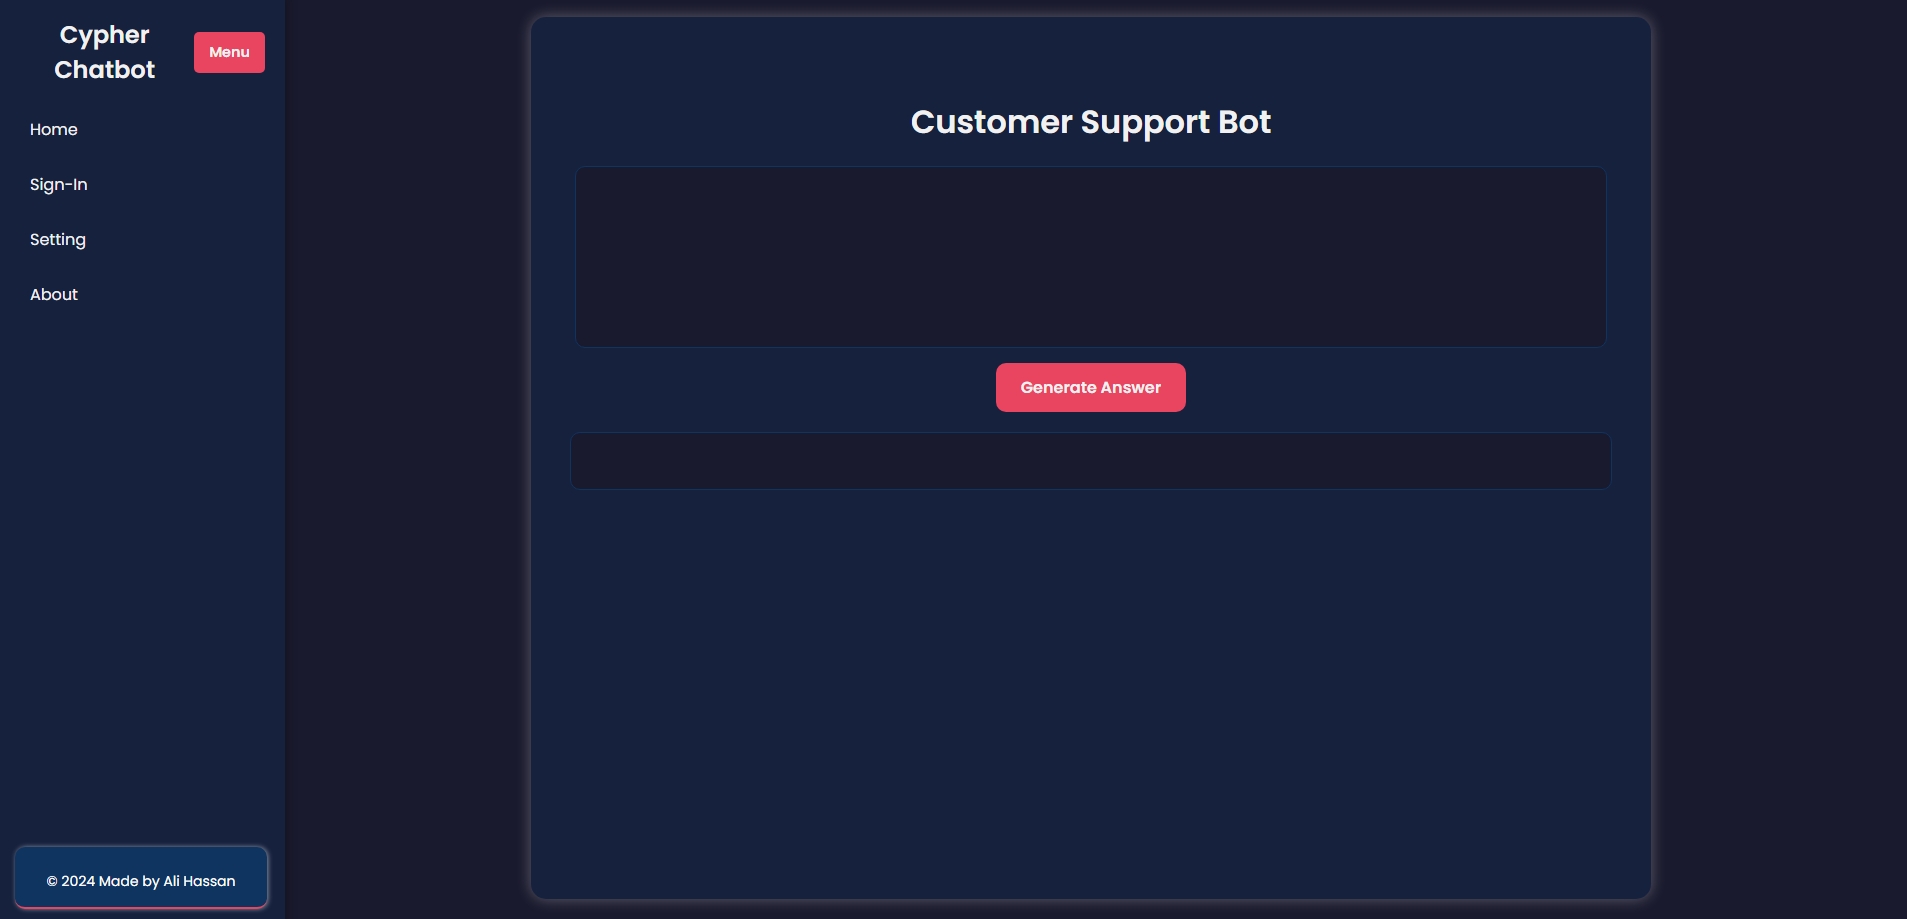 Cypher
Chatbot
Menu
Home
Sign-In
Setting
About
© 2024 Made by Ali Hassan
Customer Support Bot
Generate Answer